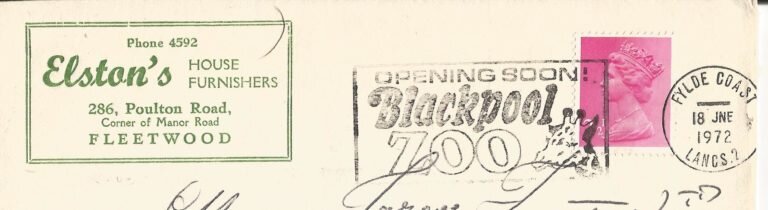 Phone 4592
Elston's HOUSE FURNISHERS
286, Poulton Road,
Corner of Manor Road
FLEETWOOD
OPENING SOON!
Blackpool
ZOO
FYLDE COAST
18 JNE
1972
LANCS. 2